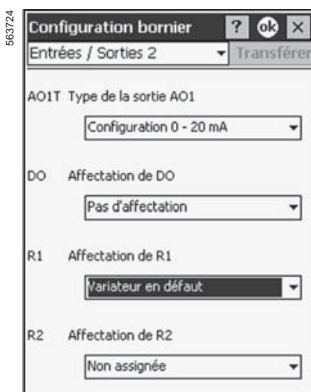 563724
Configuration bornier ? ok ×
Entrées / Sorties 2 Transférer
AO1T Type de la sortie AO1
Configuration 0 - 20 mA
DO Affectation de DO
Pas d'affectation
R1 Affectation de R1
Variateur en défaut
R2 Affectation de R2
Non assignée